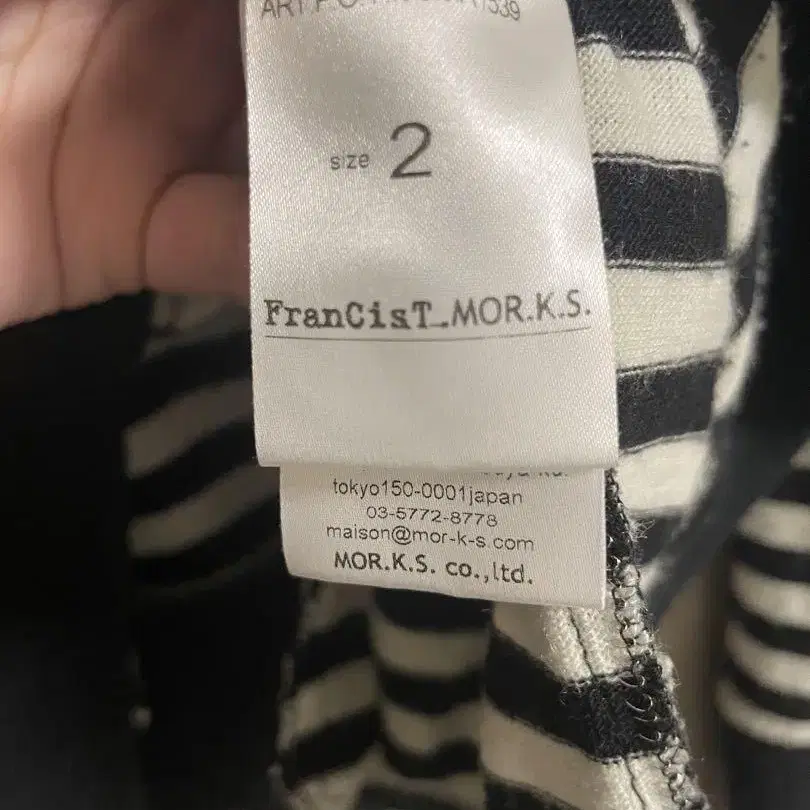 size 2
FranCisT_MOR.K.S.
tokyo150-0001japan
03-5772-8778
maison@mor-k-s.com
MOR.K.S. co.,ltd.